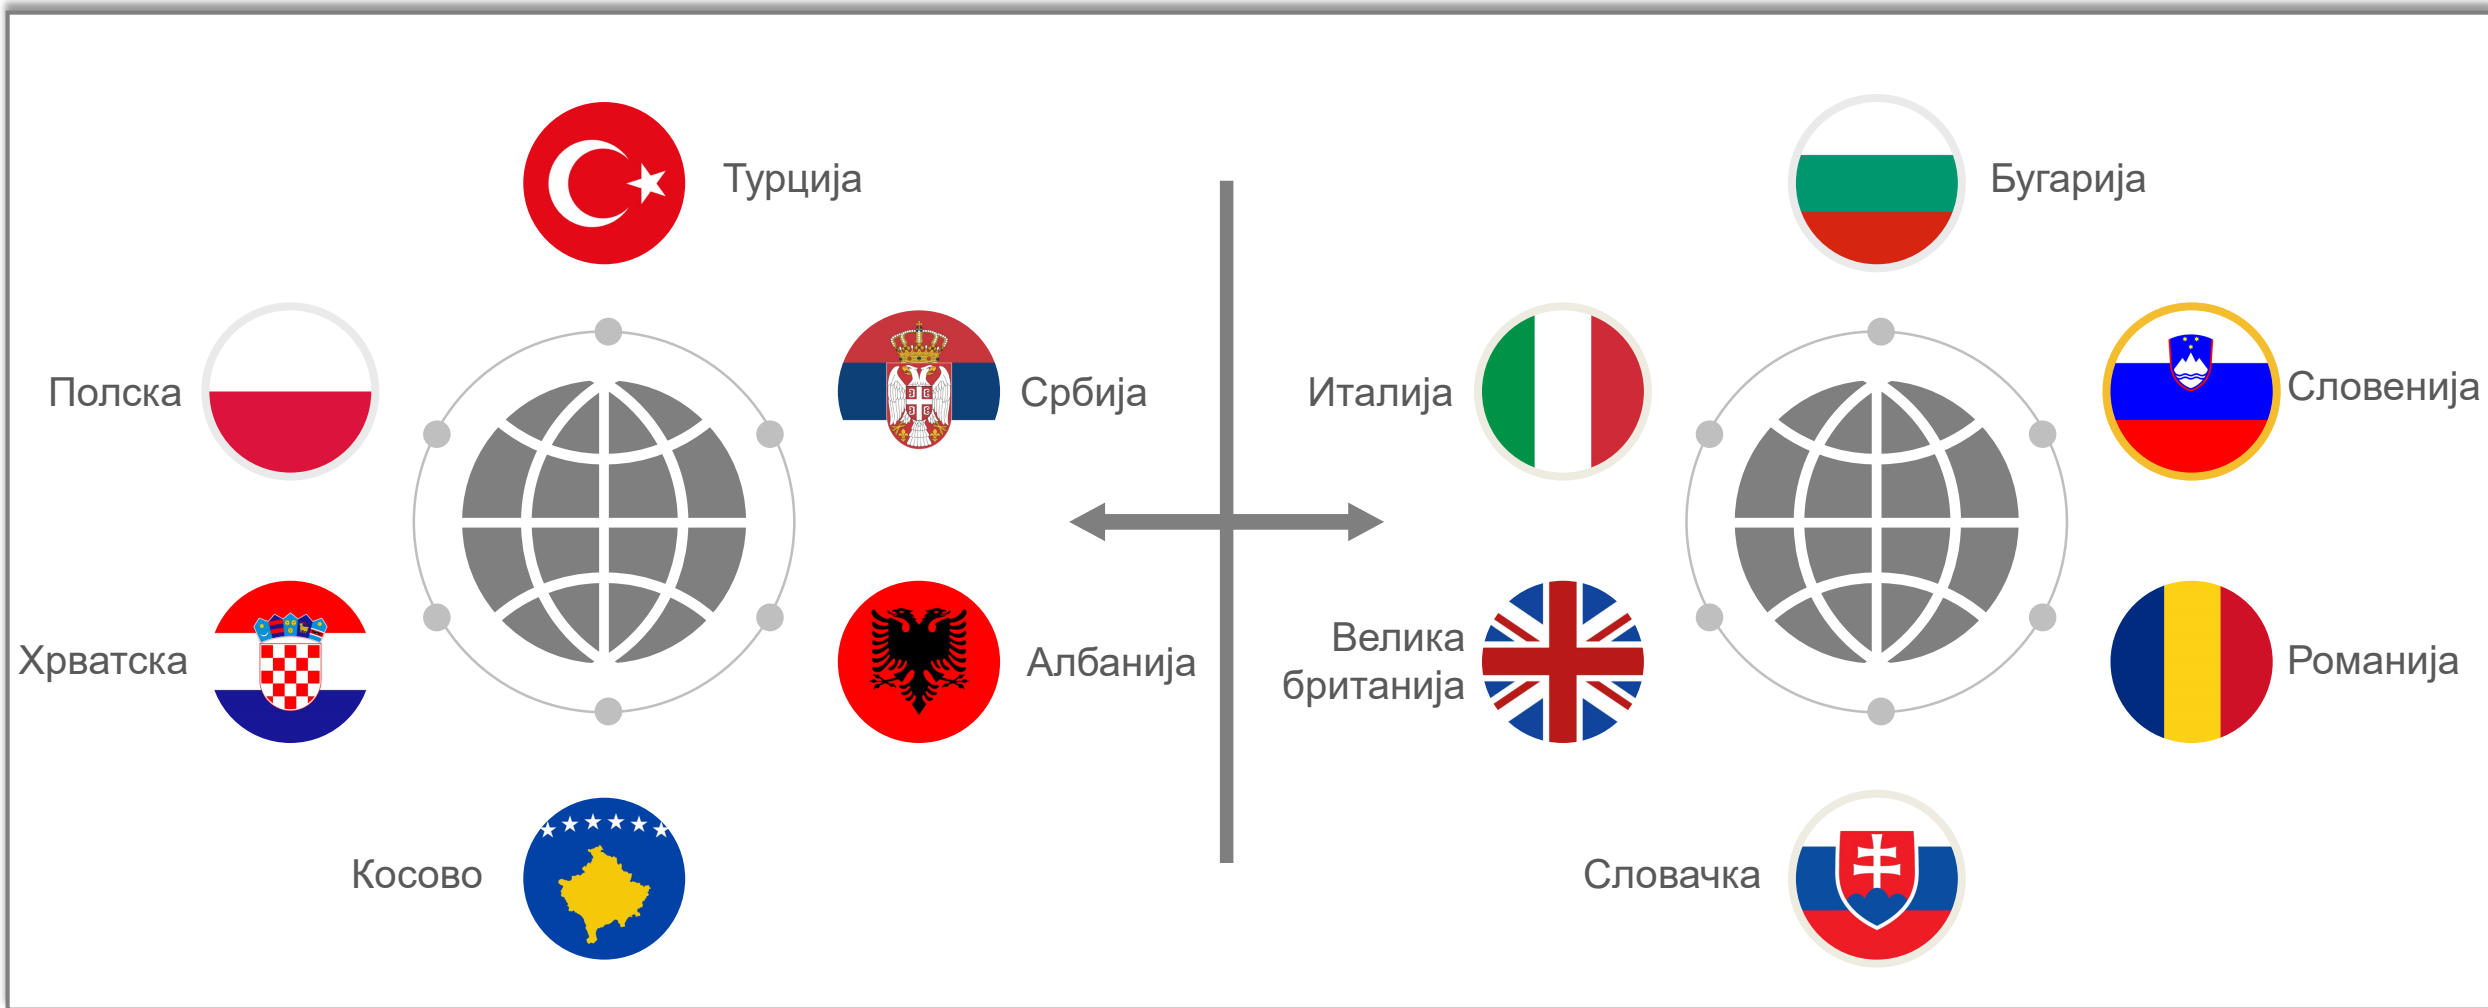 Турција
Полска
Србија
Хрватска
Албанија
Косово
Бугарија
Италија
Словенија
Велика
британија
Романија
Словачка